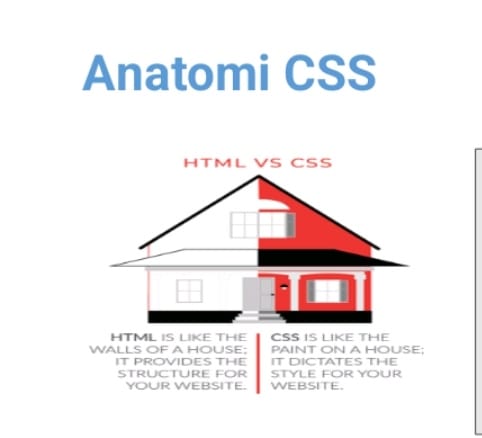 Anatomi CSS
HTML VS CSS
HTML IS LIKE THE
WALLS OF A HOUSE;
IT PROVIDES THE
STRUCTURE FOR
YOUR WEBSITE.
CSS IS LIKE THE
PAINT ON A HOUSE;
IT DICTATES THE
STYLE FOR YOUR
WEBSITE.